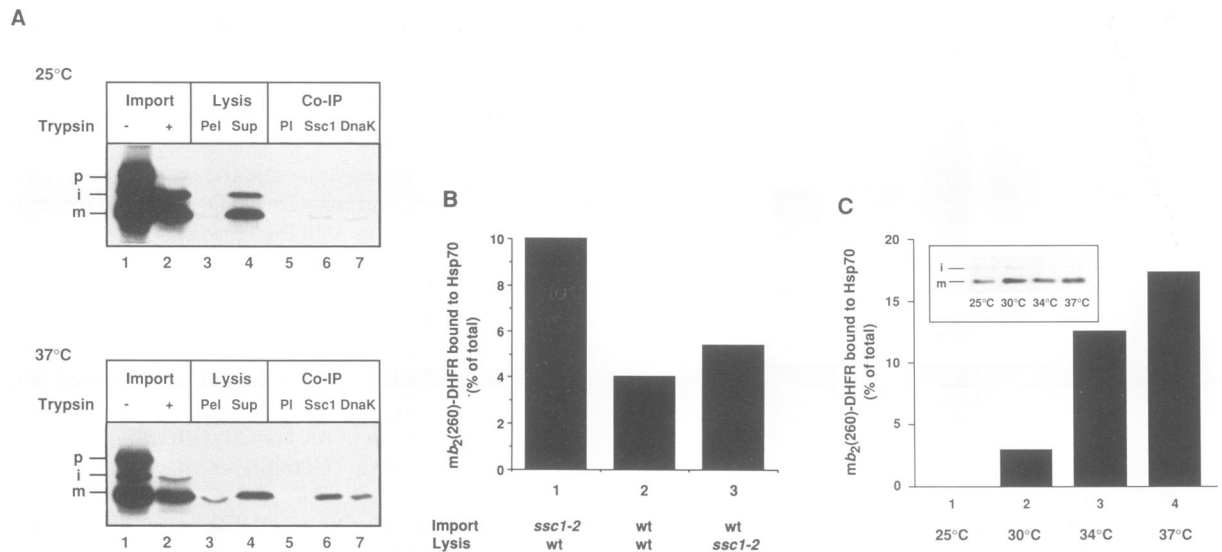 A
25°C
Import Lysis Co-IP
Trypsin - + Pel Sup PI Ssc1 DnaK
p
i
m
1 2 3 4 5 6 7
37°C
Import Lysis Co-IP
Trypsin - + Pel Sup PI Ssc1 DnaK
p
i
m
1 2 3 4 5 6 7
B
mb2(260)-DHFR bound to Hsp70
(% of total)
10
8
6
4
2
0
1 2 3
Import ssc1-2 wt wt
Lysis wt wt ssc1-2
C
mb2(260)-DHFR bound to Hsp70
(% of total)
20
15
10
5
0
i
m
25°C 30°C 34°C 37°C
1 2 3 4
25°C 30°C 34°C 37°C